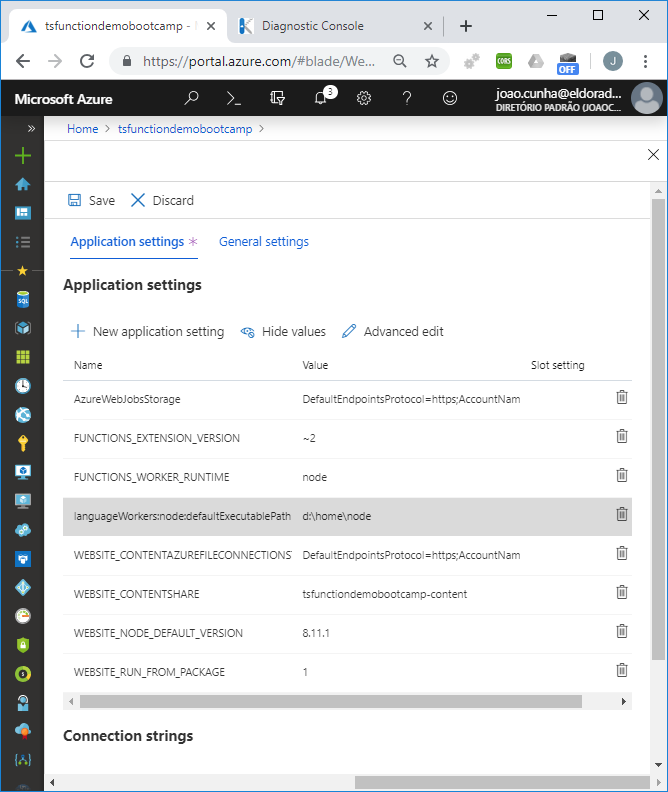 tsfunctiondemobootcamp - M
Diagnostic Console
https://portal.azure.com/#blade/We...
CORS
OFF
J
Microsoft Azure
3
joao.cunha@eldorad...
DIRETÓRIO PADRÃO (JOAOC...
Home > tsfunctiondemobootcamp >
Save Discard
Application settings * General settings
Application settings
New application setting Hide values Advanced edit
Name Value Slot setting
AzureWebJobsStorage DefaultEndpointsProtocol=https;AccountNam
FUNCTIONS_EXTENSION_VERSION ~2
FUNCTIONS_WORKER_RUNTIME node
languageWorkers:node:defaultExecutablePath d:\home\node
WEBSITE_CONTENTAZUREFILECONNECTIONS DefaultEndpointsProtocol=https;AccountNam
WEBSITE_CONTENTSHARE tsfunctiondemobootcamp-content
WEBSITE_NODE_DEFAULT_VERSION 8.11.1
WEBSITE_RUN_FROM_PACKAGE 1
Connection strings
SQL